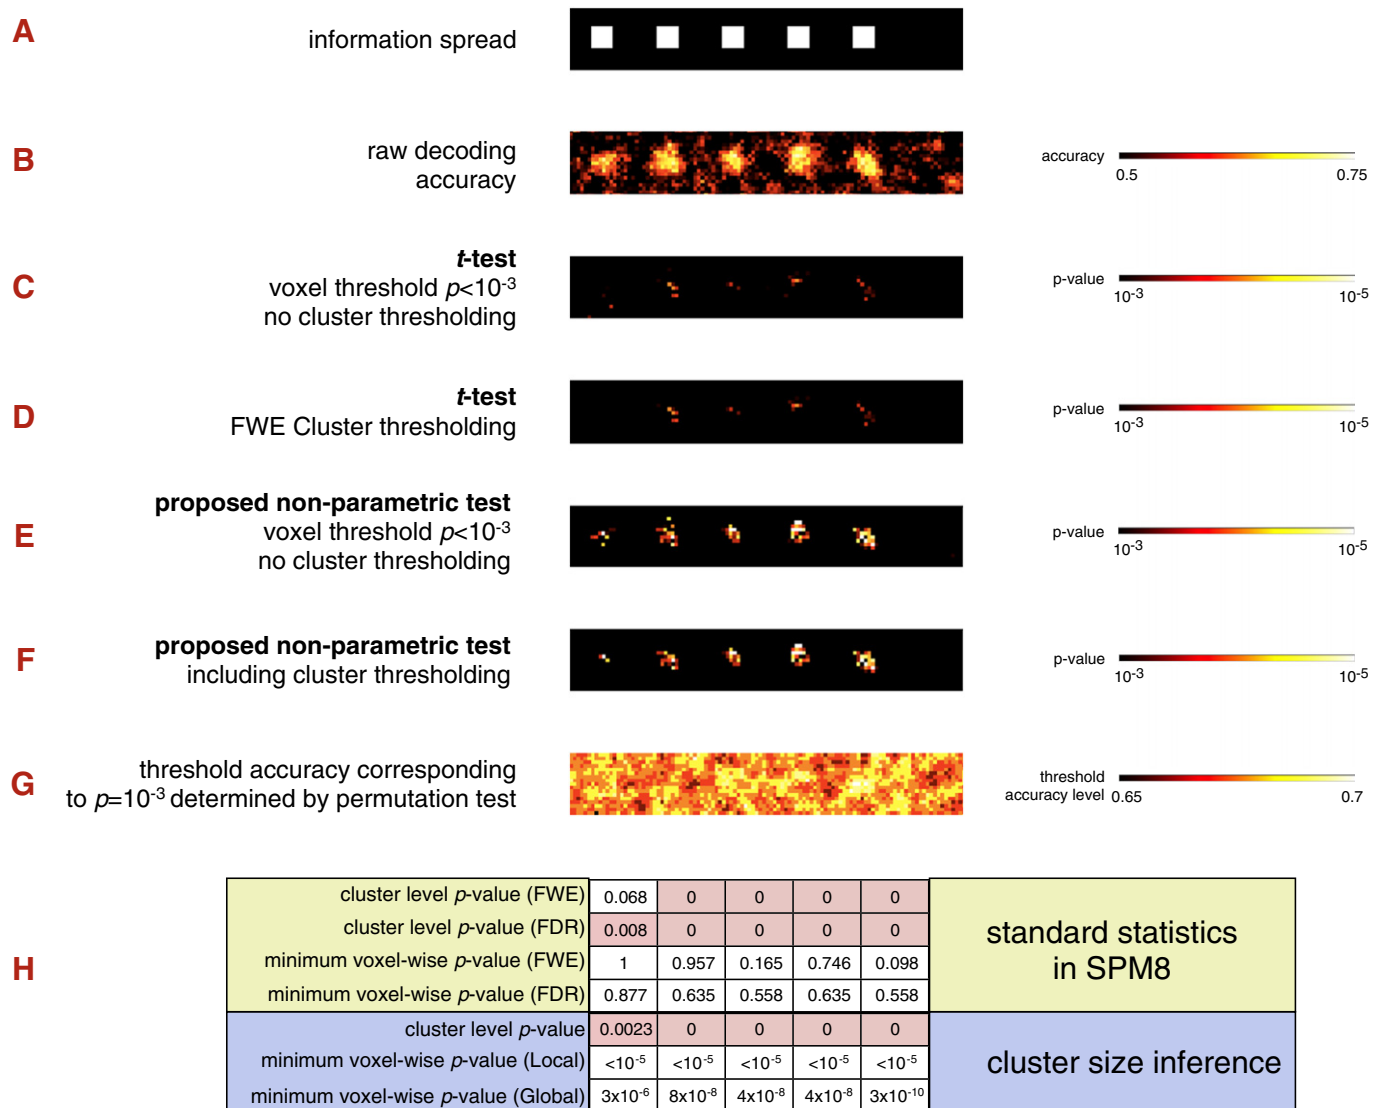 A
information spread
B
raw decoding
accuracy
accuracy
0.5
0.75
C
t-test
voxel threshold p<10-3
no cluster thresholding
p-value
10-3
10-5
D
t-test
FWE Cluster thresholding
p-value
10-3
10-5
E
proposed non-parametric test
voxel threshold p<10-3
no cluster thresholding
p-value
10-3
10-5
F
proposed non-parametric test
including cluster thresholding
p-value
10-3
10-5
G
threshold accuracy corresponding
to p=10-3 determined by permutation test
threshold
accuracy level
0.65
0.7
H
cluster level p-value (FWE) 0.068 0 0 0 0
cluster level p-value (FDR) 0.008 0 0 0 0
minimum voxel-wise p-value (FWE) 1 0.957 0.165 0.746 0.098
minimum voxel-wise p-value (FDR) 0.877 0.635 0.558 0.635 0.558
standard statistics
in SPM8
cluster level p-value 0.0023 0 0 0 0
minimum voxel-wise p-value (Local) <10-5 <10-5 <10-5 <10-5 <10-5
minimum voxel-wise p-value (Global) 3x10-6 8x10-8 4x10-8 4x10-8 3x10-10
cluster size inference